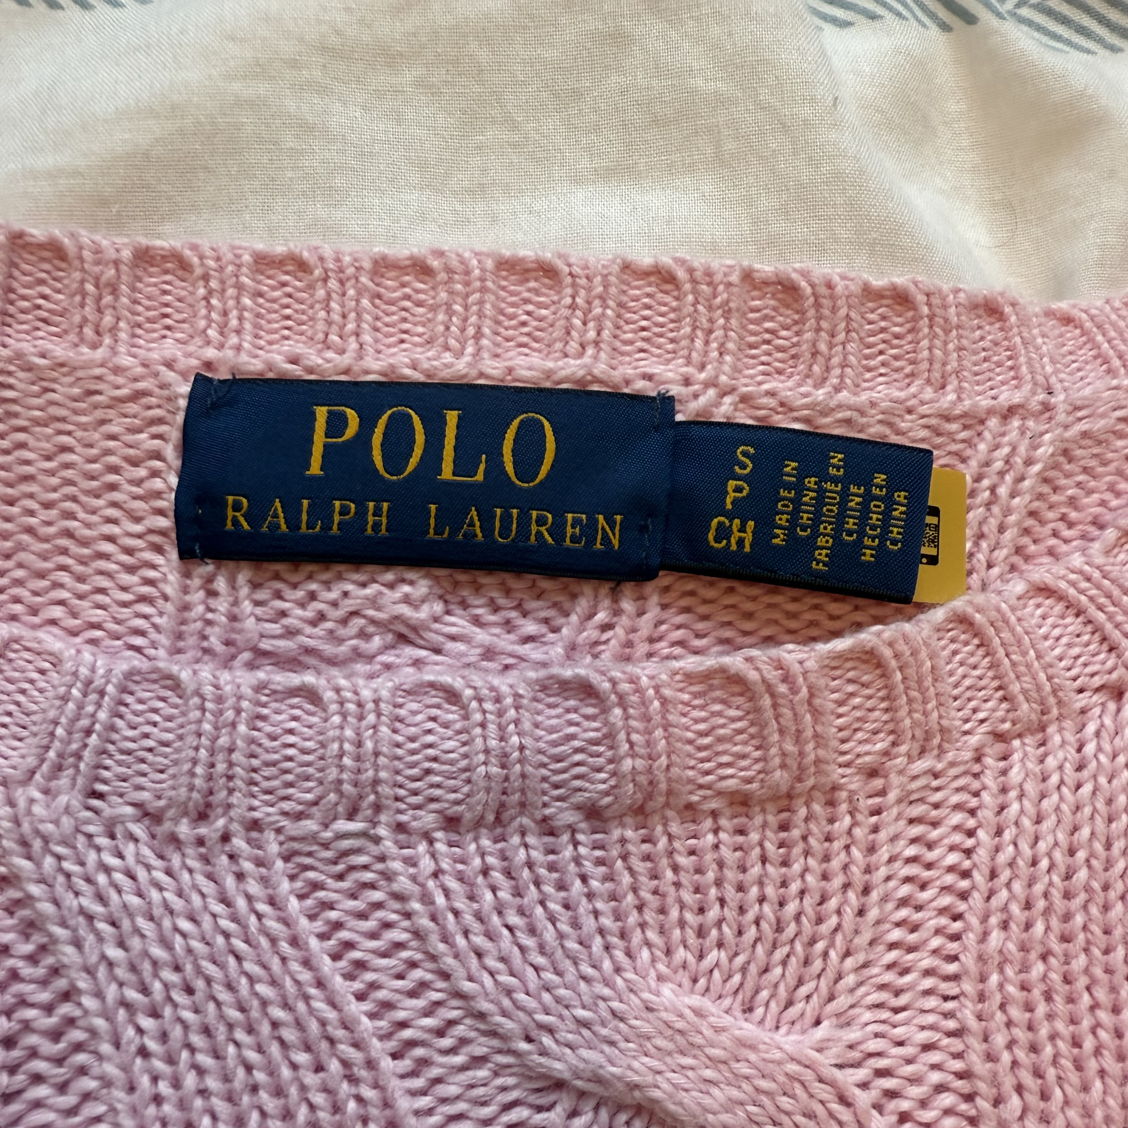 POLO
RALPH LAUREN
S
P
CH
MADE IN
CHINA
FABRIQUÉ EN
CHINE
HECHO EN
CHINA